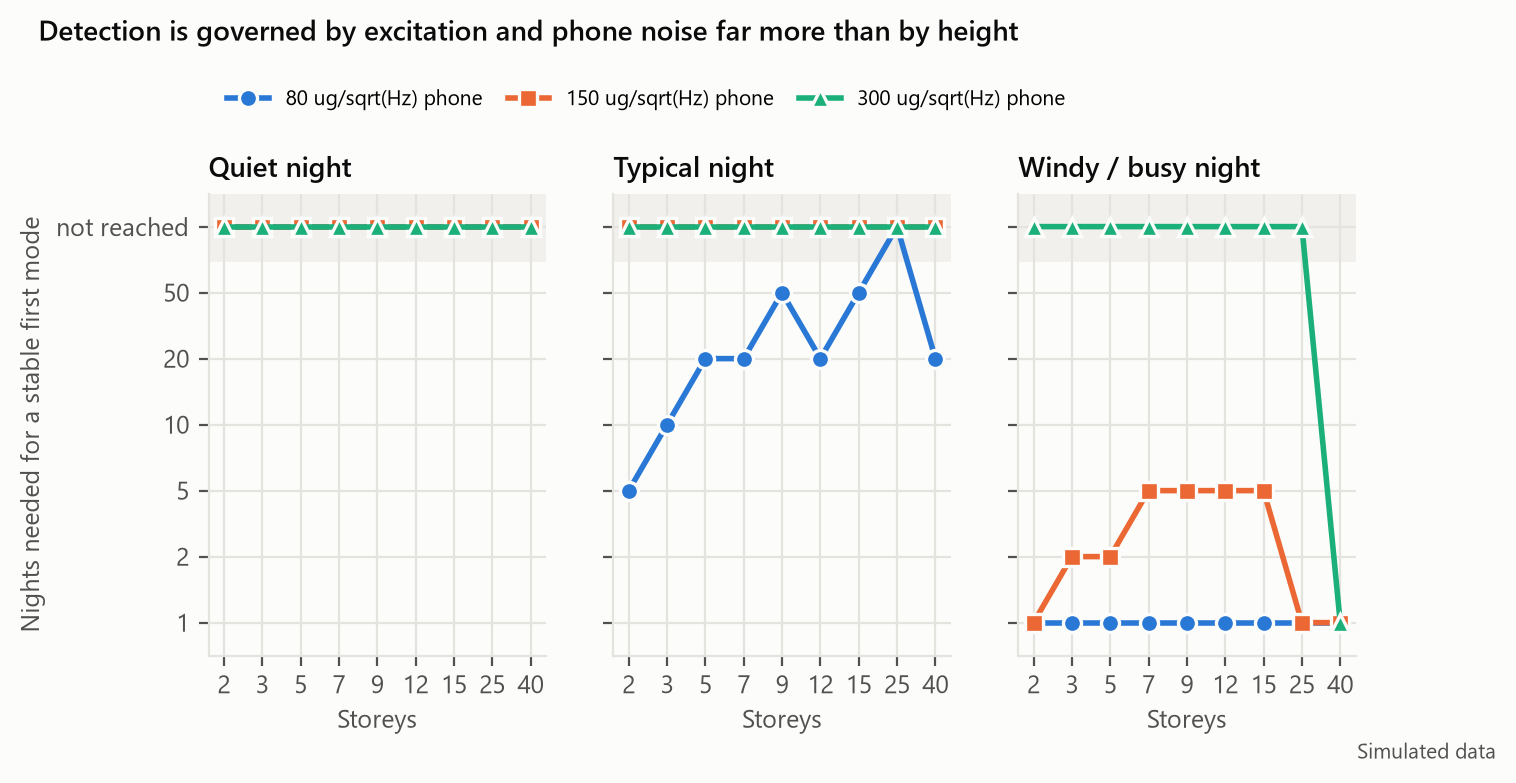 Detection is governed by excitation and phone noise far more than by height
80 ug/sqrt(Hz) phone 150 ug/sqrt(Hz) phone 300 ug/sqrt(Hz) phone
Quiet night Typical night Windy / busy night
Nights needed for a stable first mode
not reached
50
20
10
5
2
1
2 3 5 7 9 12 15 25 40 2 3 5 7 9 12 15 25 40 2 3 5 7 9 12 15 25 40
Storeys Storeys Storeys
Simulated data